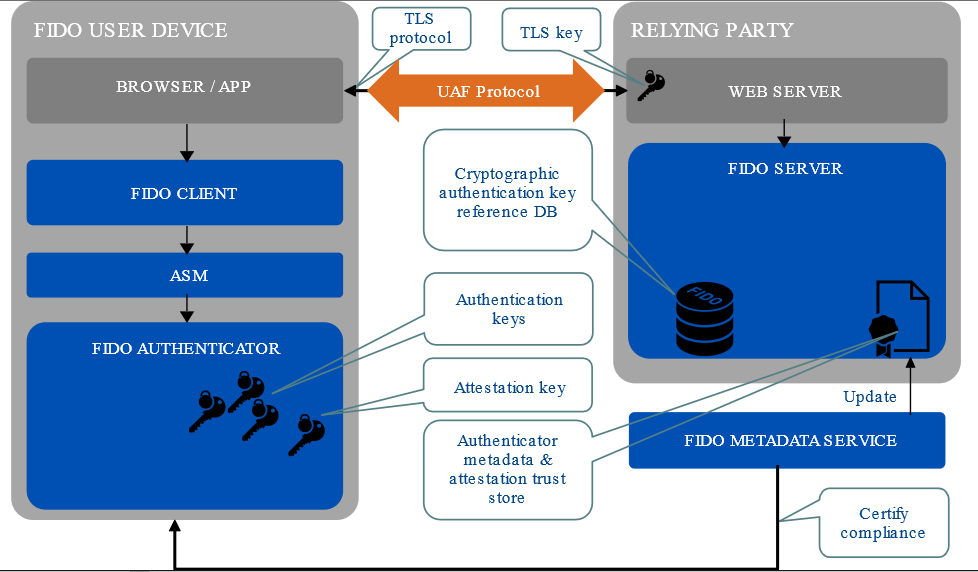 FIDO USER DEVICE
BROWSER / APP
FIDO CLIENT
ASM
FIDO AUTHENTICATOR
TLS
protocol
TLS key
UAF Protocol
Cryptographic
authentication key
reference DB
Authentication
keys
Attestation key
Authenticator
metadata &
attestation trust
store
RELYING PARTY
WEB SERVER
FIDO SERVER
FIDO
Update
FIDO METADATA SERVICE
Certify
compliance